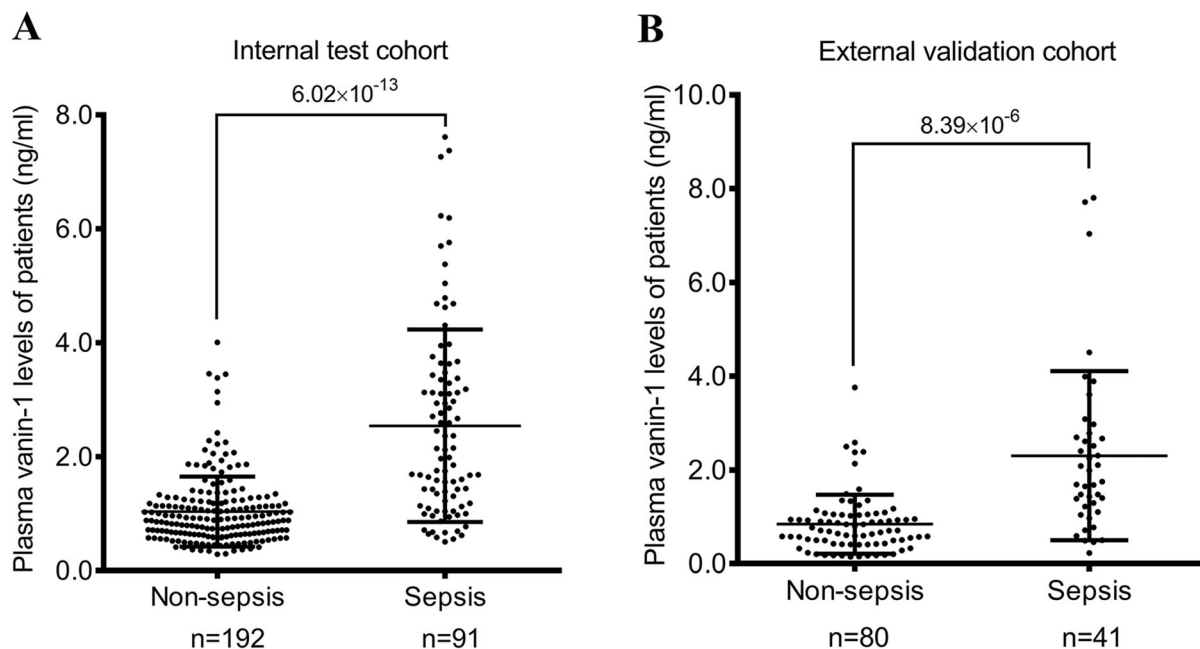 A
Internal test cohort
6.02×10-13
Plasma vanin-1 levels of patients (ng/ml)
8.0
6.0
4.0
2.0
0.0
Non-sepsis
Sepsis
n=192
n=91
B
External validation cohort
8.39×10-6
Plasma vanin-1 levels of patients (ng/ml)
10.0
8.0
6.0
4.0
2.0
0.0
Non-sepsis
Sepsis
n=80
n=41